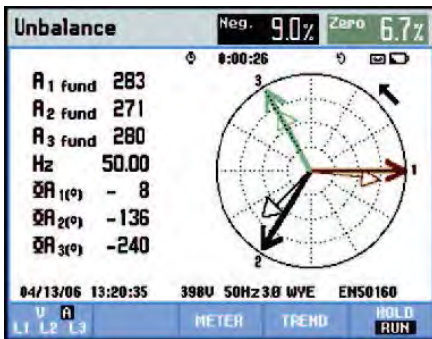 Unbalance Neg. 9.0% Zero 6.7%
0:00:26
A1 fund 283
A2 fund 271
A3 fund 280
Hz 50.00
ΦA1(°) - 8
ΦA2(°) -136
ΦA3(°) -240
3
1
2
04/13/06 13:20:35 398V 50Hz 3Ø WYE EN50160
V A
L1 L2 L3
METER
TREND
HOLD
RUN